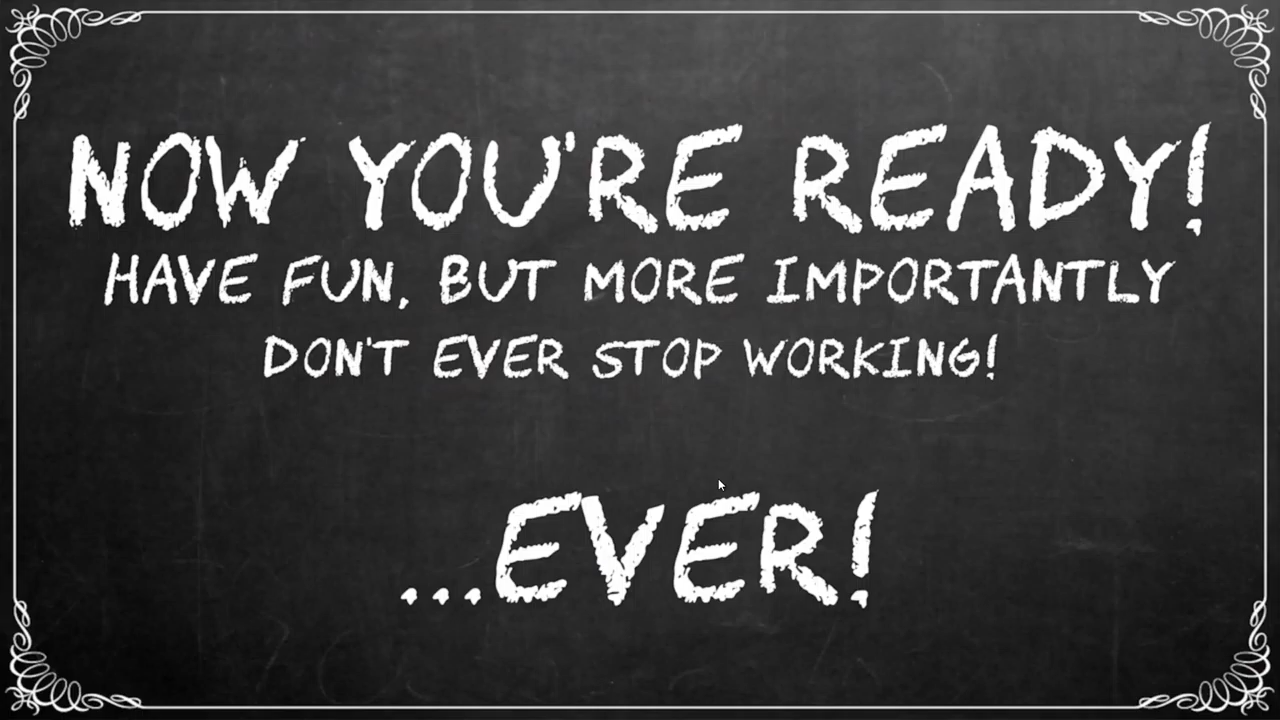 NOW YOU'RE READY!
HAVE FUN, BUT MORE IMPORTANTLY
DON'T EVER STOP WORKING!
...EVER!